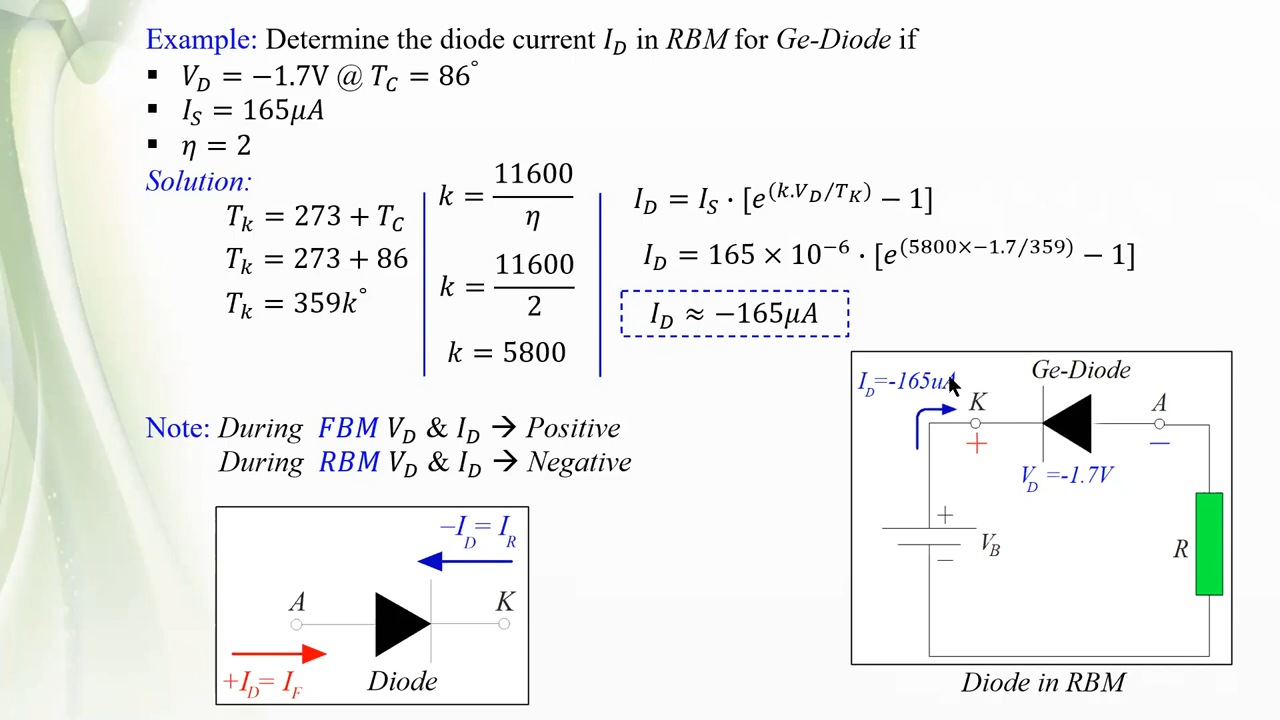 Example: Determine the diode current I_D in RBM for Ge-Diode if
▪ V_D = −1.7V @ T_C = 86°
▪ I_S = 165μA
▪ η = 2
Solution:
T_k = 273 + T_C
T_k = 273 + 86
T_k = 359k°
k = 11600/η
k = 11600/2
k = 5800
I_D = I_S · [e^(k.V_D/T_K) − 1]
I_D = 165 × 10^−6 · [e^(5800×−1.7/359) − 1]
I_D ≈ −165μA
Note: During FBM V_D & I_D → Positive
During RBM V_D & I_D → Negative
−I_D= I_R
A
K
+I_D= I_F
Diode
I_D=-165uA
Ge-Diode
K
A
+
−
V_D =-1.7V
+
V_B
−
R
Diode in RBM